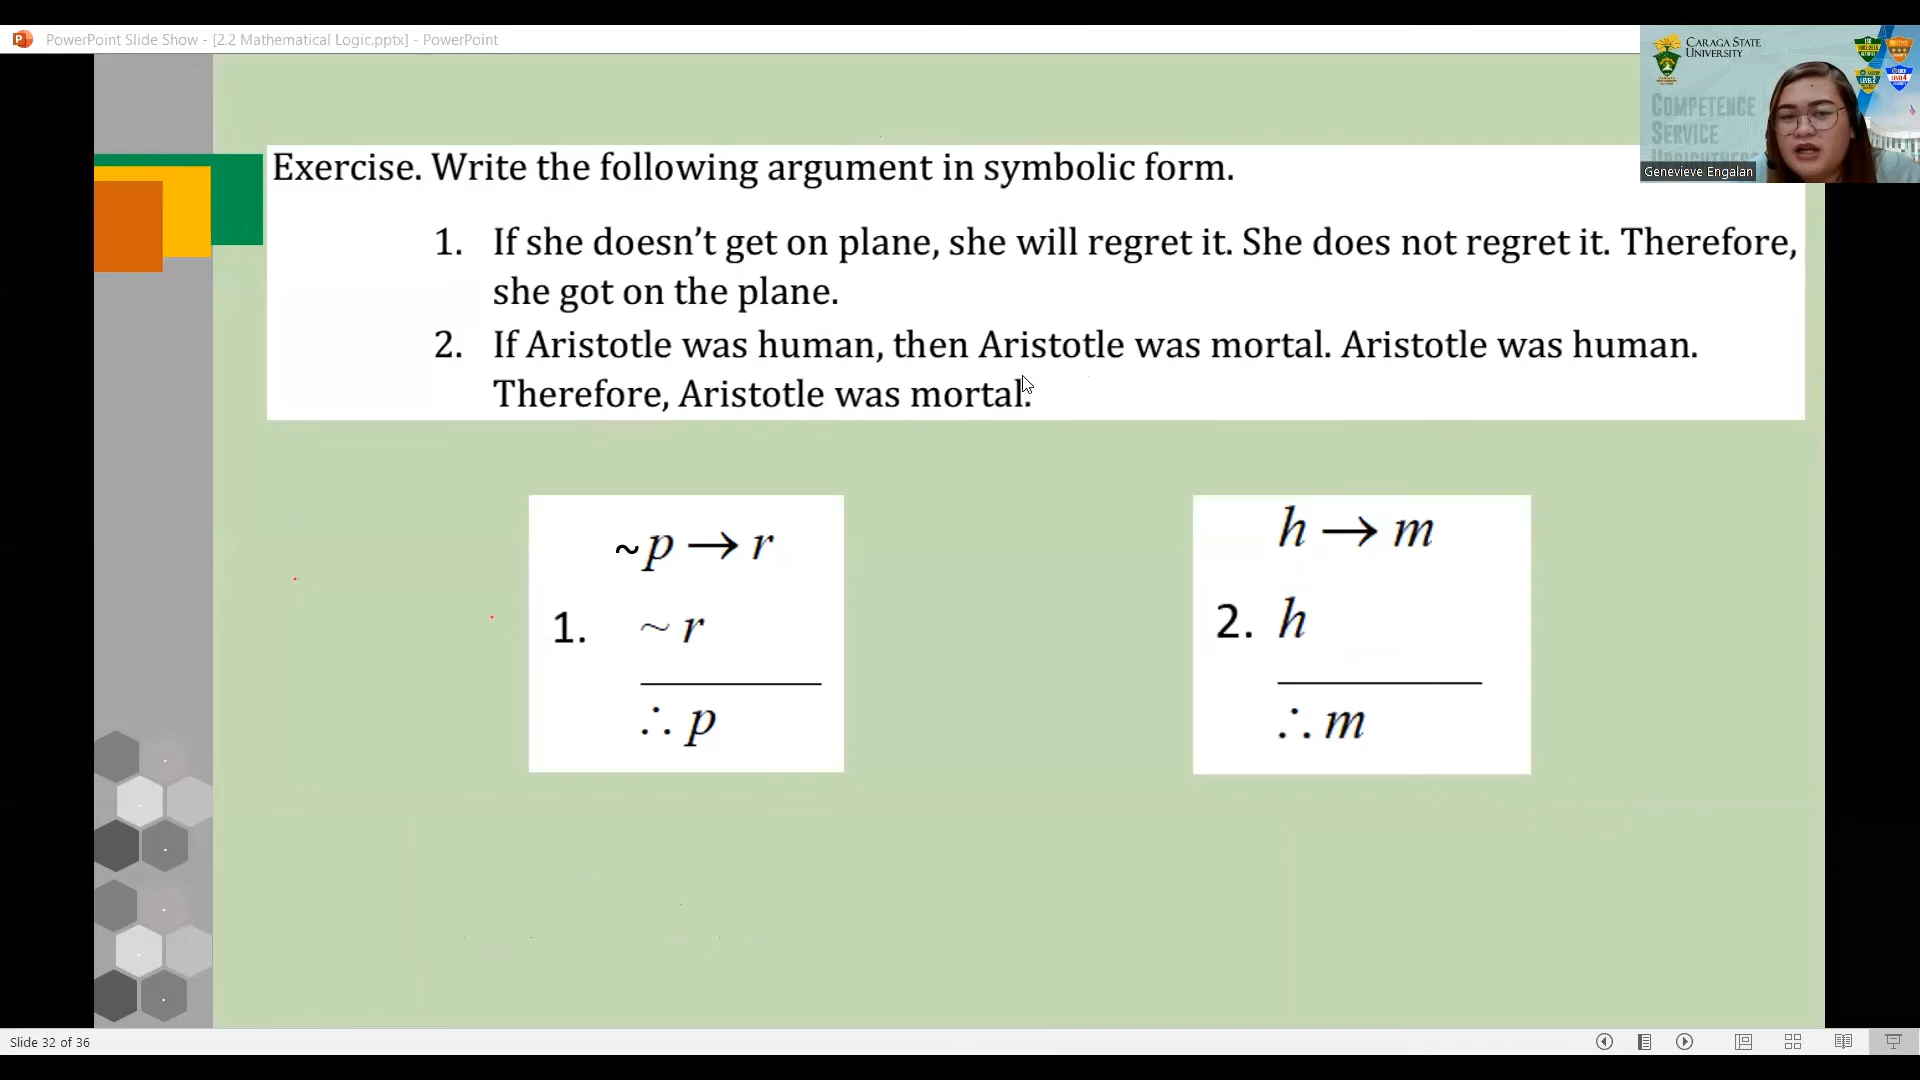 PowerPoint Slide Show - [2.2 Mathematical Logic.pptx] - PowerPoint
CARAGA STATE
UNIVERSITY
COMPETENCE
SERVICE
UPRIGHTNESS
Genevieve Engalan
Exercise. Write the following argument in symbolic form.
1. If she doesn’t get on plane, she will regret it. She does not regret it. Therefore,
she got on the plane.
2. If Aristotle was human, then Aristotle was mortal. Aristotle was human.
Therefore, Aristotle was mortal.
~p → r
1. ~ r
∴ p
h → m
2. h
∴ m
Slide 32 of 36